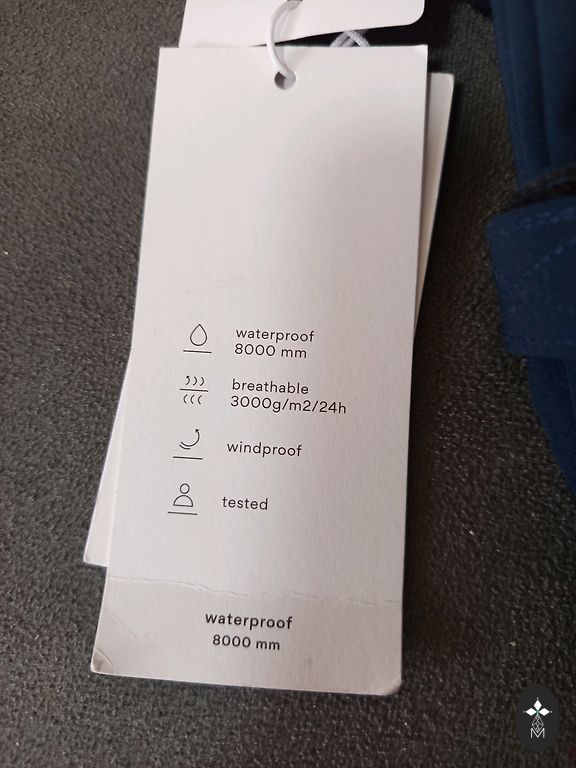 waterproof
8000 mm
breathable
3000g/m2/24h
windproof
tested
waterproof
8000 mm
M